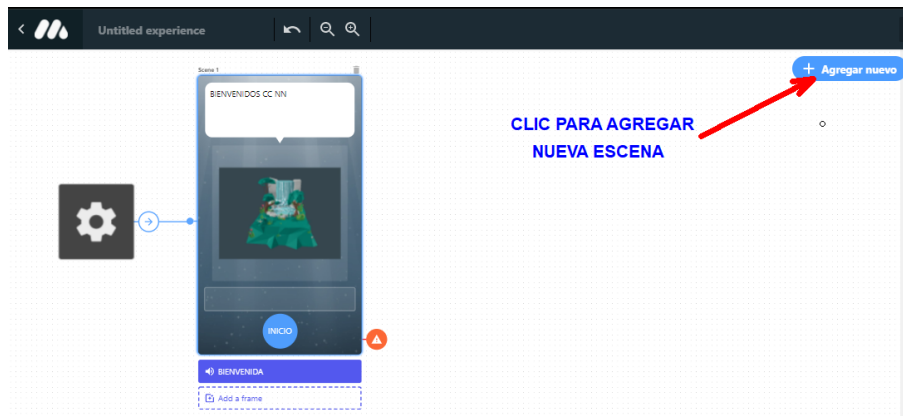 Untitled experience
Agregar nuevo
Scene 1
BIENVENIDOS CC NN
CLIC PARA AGREGAR
NUEVA ESCENA
INICIO
BIENVENIDA
Add a frame